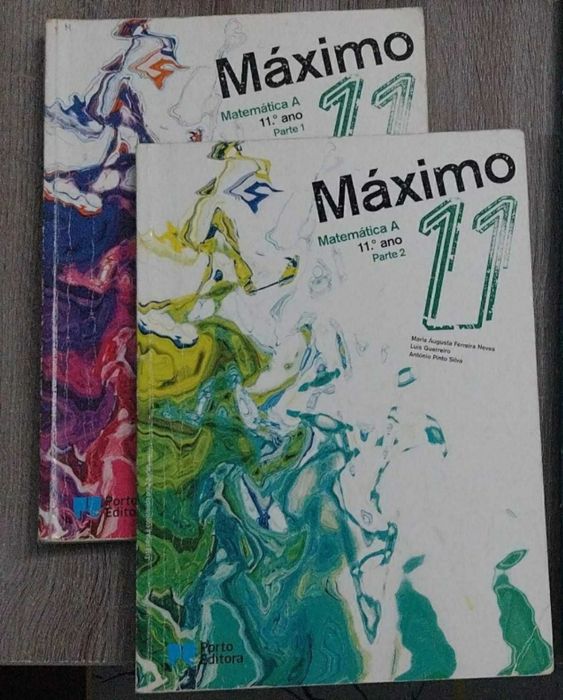 Máximo
Matemática A
11.º ano
Parte 1
11
Porto
Editora
Máximo
Matemática A
11.º ano
Parte 2
11
Maria Augusta Ferreira Neves
Luís Guerreiro
António Pinto Silva
Porto
Editora